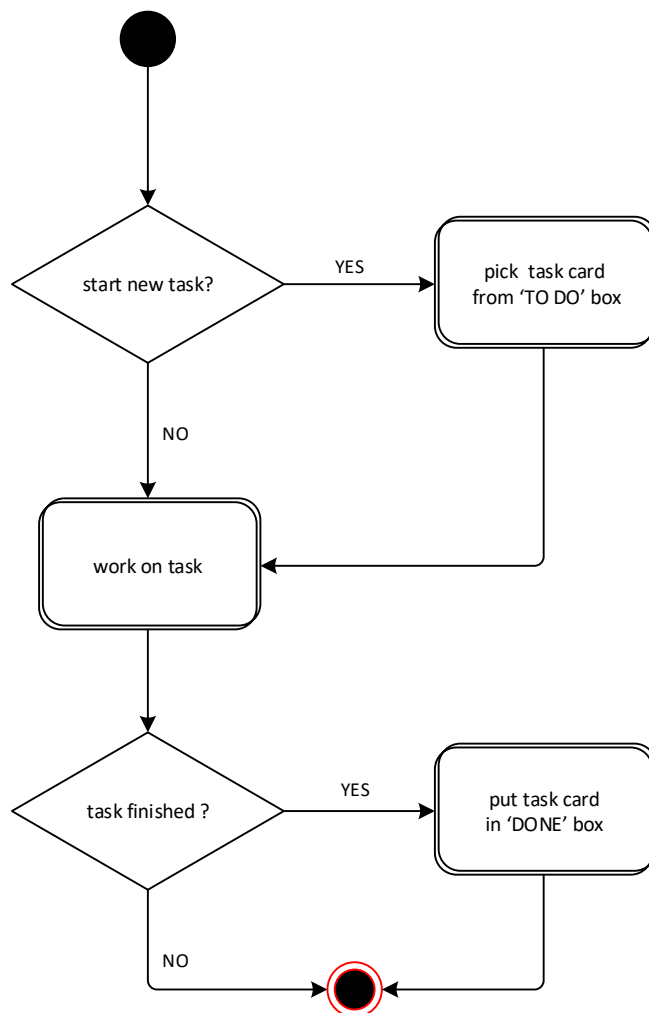 YES
start new task?
pick task card
from ‘TO DO’ box
NO
work on task
YES
task finished ?
put task card
in ‘DONE’ box
NO